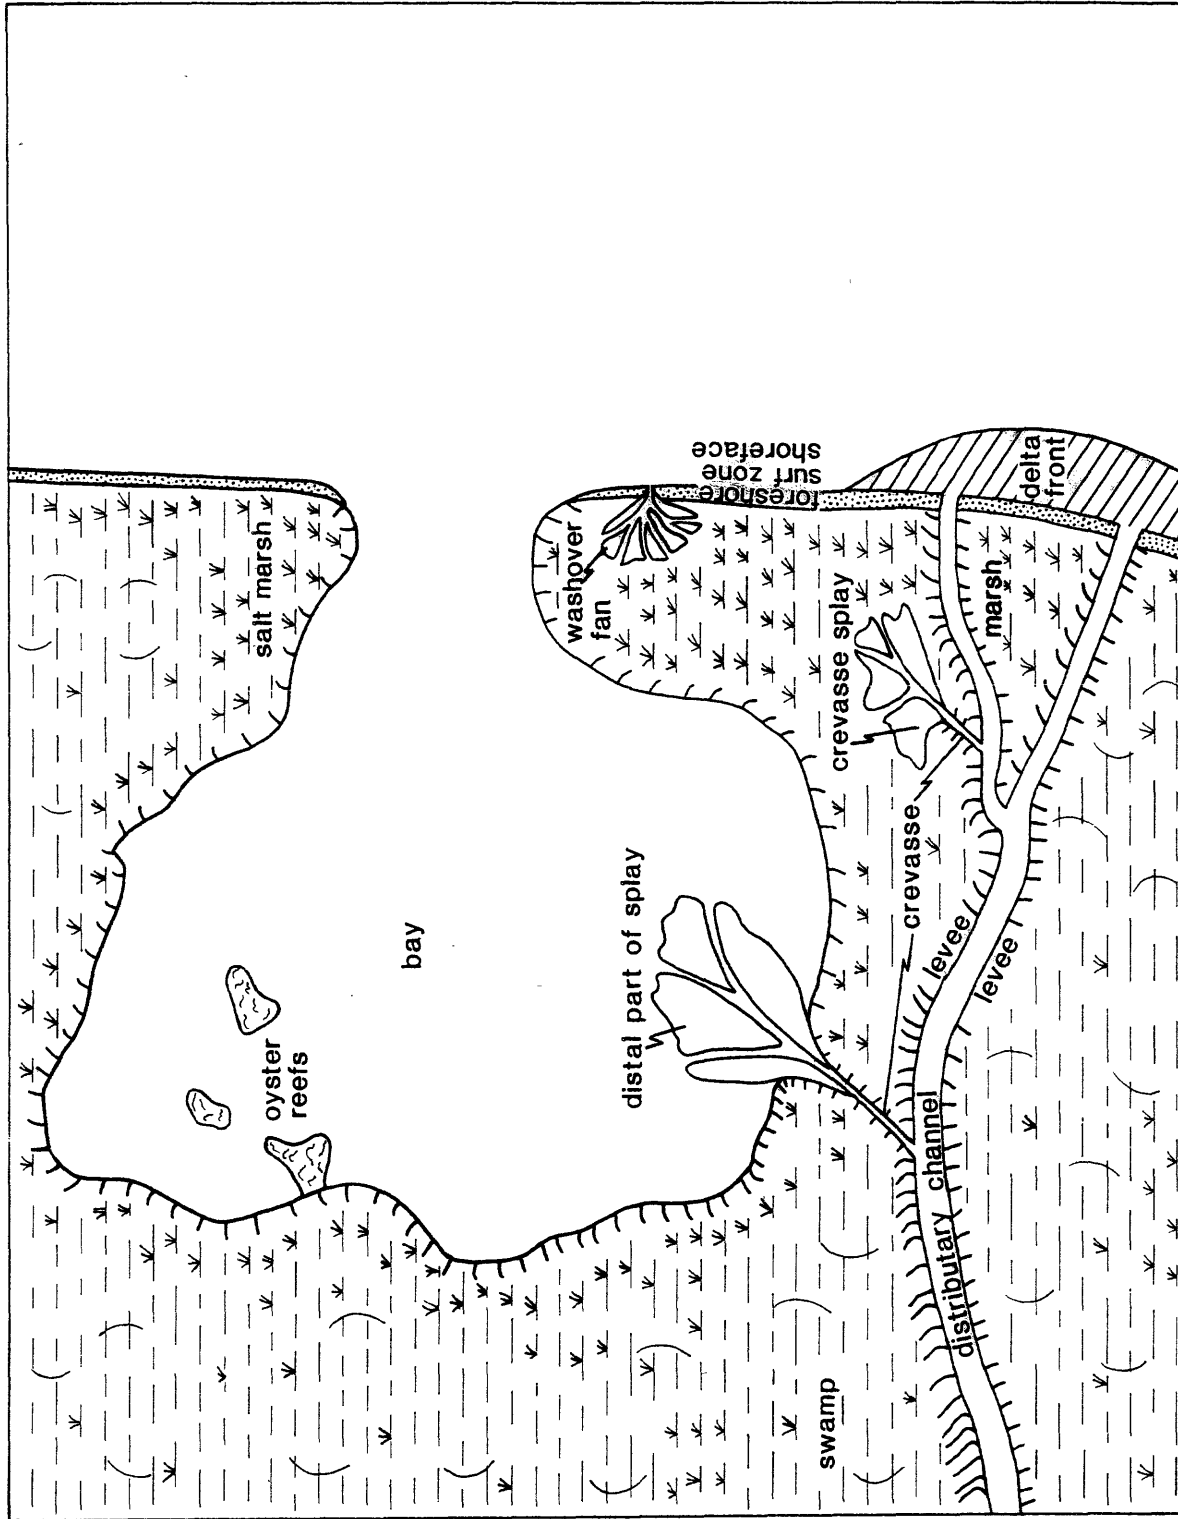 salt marsh
washover
fan
foreshore
surf zone
shoreface
delta
front
marsh
crevasse splay
crevasse
bay
oyster
reefs
distal part of splay
levee
levee
distributary channel
swamp